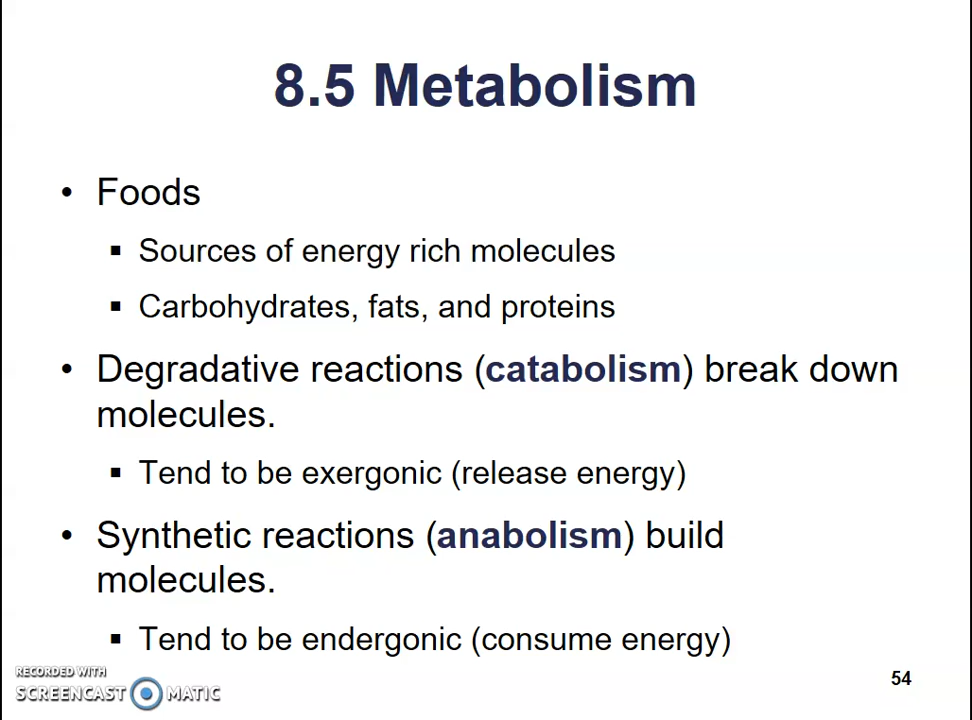 8.5 Metabolism
• Foods
▪ Sources of energy rich molecules
▪ Carbohydrates, fats, and proteins
• Degradative reactions (catabolism) break down
molecules.
▪ Tend to be exergonic (release energy)
• Synthetic reactions (anabolism) build
molecules.
▪ Tend to be endergonic (consume energy)
RECORDED WITH
SCREENCAST MATIC
54